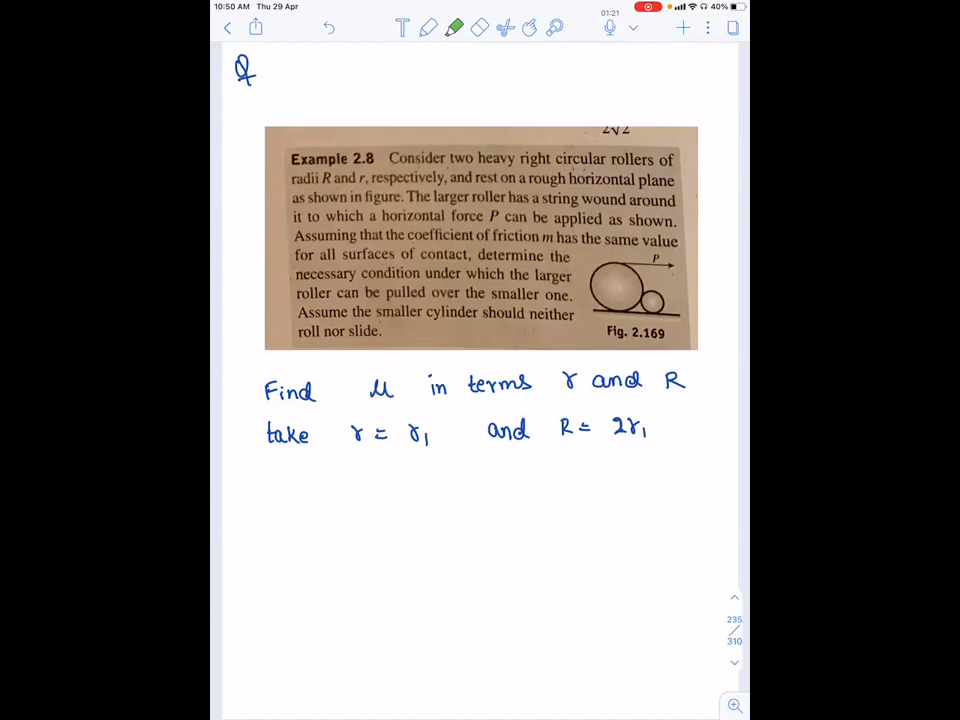 10:50 AM Thu 29 Apr
01:21
40%
T
Q
2√2
Example 2.8 Consider two heavy right circular rollers of
radii R and r, respectively, and rest on a rough horizontal plane
as shown in figure. The larger roller has a string wound around
it to which a horizontal force P can be applied as shown.
Assuming that the coefficient of friction m has the same value
for all surfaces of contact, determine the
necessary condition under which the larger
roller can be pulled over the smaller one.
Assume the smaller cylinder should neither
roll nor slide.
P
Fig. 2.169
Find μ in terms r and R
take r = r₁ and R = 2r₁
235
310